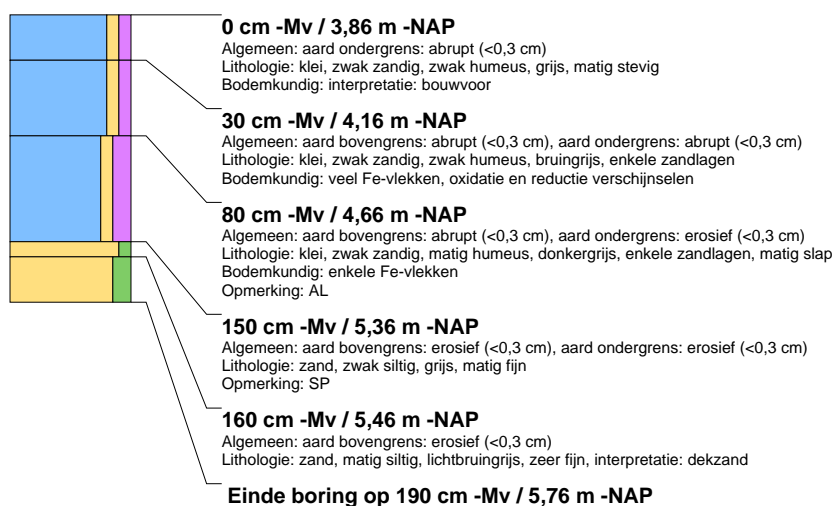 0 cm -Mv / 3,86 m -NAP
Algemeen: aard ondergrens: abrupt (<0,3 cm)
Lithologie: klei, zwak zandig, zwak humeus, grijs, matig stevig
Bodemkundig: interpretatie: bouwvoor
30 cm -Mv / 4,16 m -NAP
Algemeen: aard bovengrens: abrupt (<0,3 cm), aard ondergrens: abrupt (<0,3 cm)
Lithologie: klei, zwak zandig, zwak humeus, bruingrijs, enkele zandlagen
Bodemkundig: veel Fe-vlekken, oxidatie en reductie verschijnselen
80 cm -Mv / 4,66 m -NAP
Algemeen: aard bovengrens: abrupt (<0,3 cm), aard ondergrens: erosief (<0,3 cm)
Lithologie: klei, zwak zandig, matig humeus, donkergrijs, enkele zandlagen, matig slap
Bodemkundig: enkele Fe-vlekken
Opmerking: AL
150 cm -Mv / 5,36 m -NAP
Algemeen: aard bovengrens: erosief (<0,3 cm), aard ondergrens: erosief (<0,3 cm)
Lithologie: zand, zwak siltig, grijs, matig fijn
Opmerking: SP
160 cm -Mv / 5,46 m -NAP
Algemeen: aard bovengrens: erosief (<0,3 cm)
Lithologie: zand, matig siltig, lichtbruingrijs, zeer fijn, interpretatie: dekzand
Einde boring op 190 cm -Mv / 5,76 m -NAP